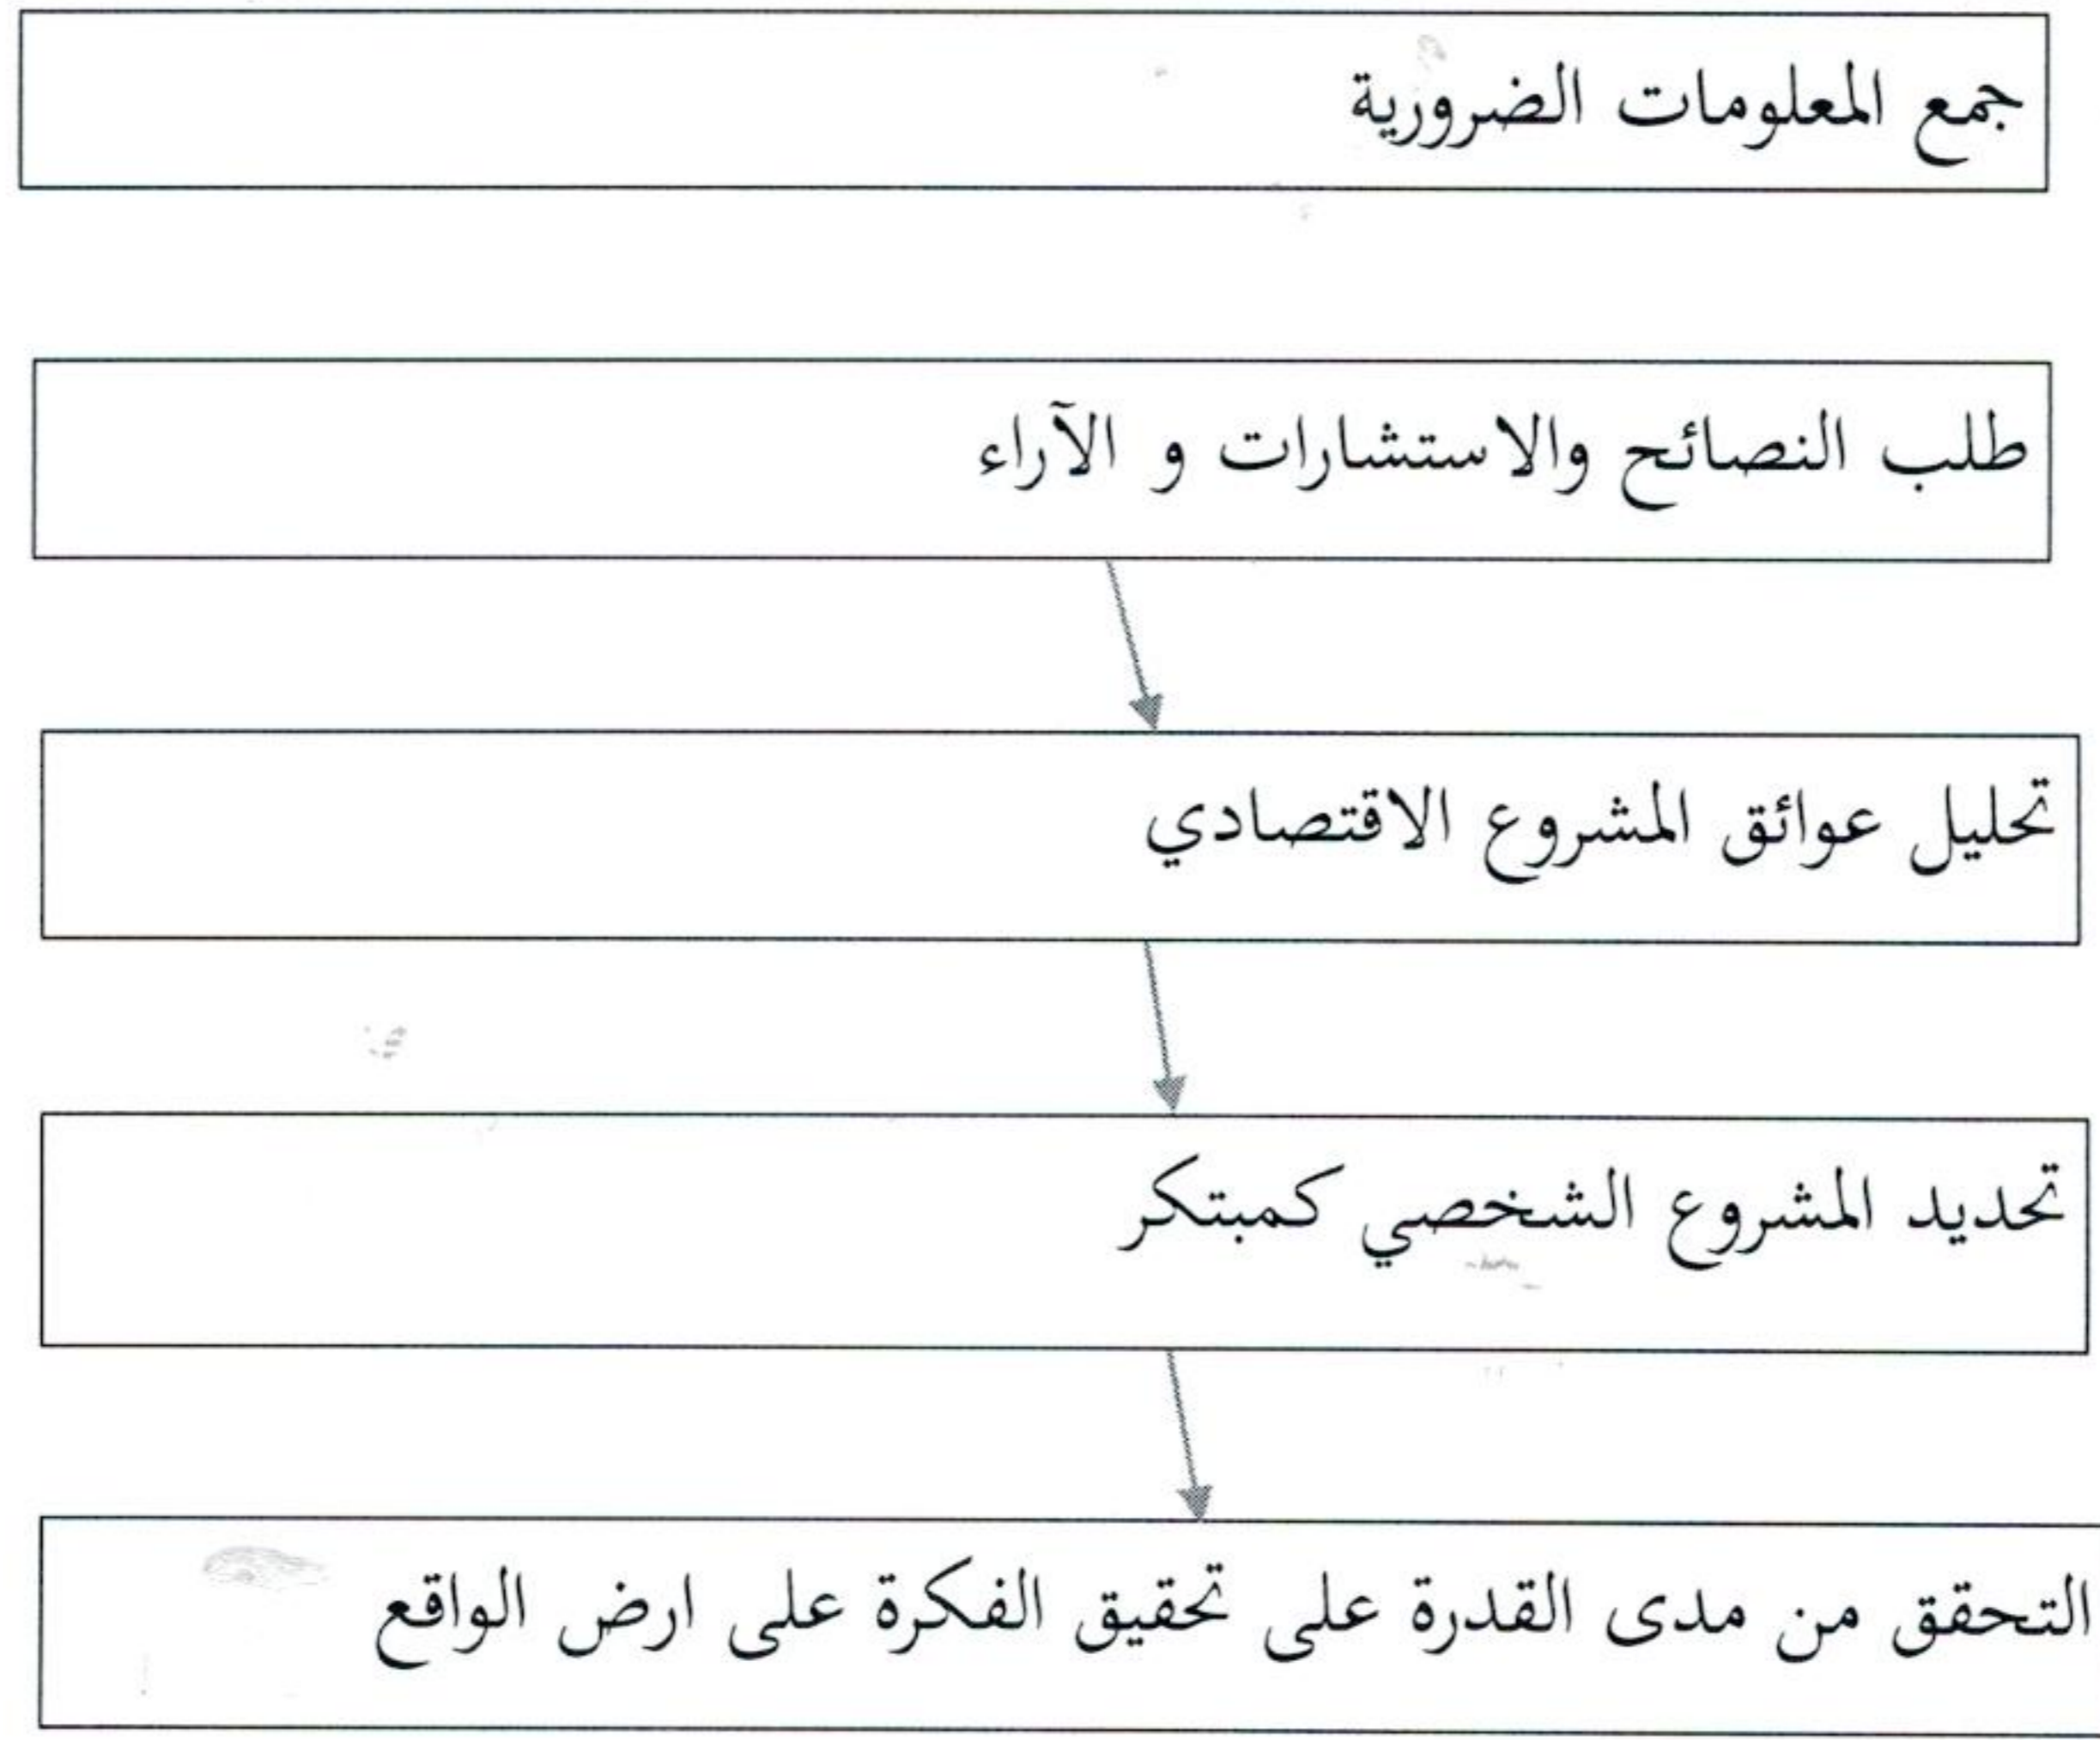 جمع المعلومات الضرورية
طلب النصائح والاستشارات و الآراء
تحليل عوائق المشروع الاقتصادي
تحديد المشروع الشخصي كمبتكر
التحقق من مدى القدرة على تحقيق الفكرة على ارض الواقع